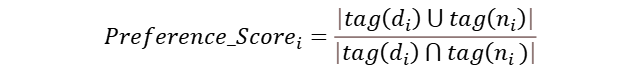 Preference_Score_i = |tag(d_i) ∪ tag(n_i)| / |tag(d_i) ∩ tag(n_i)|